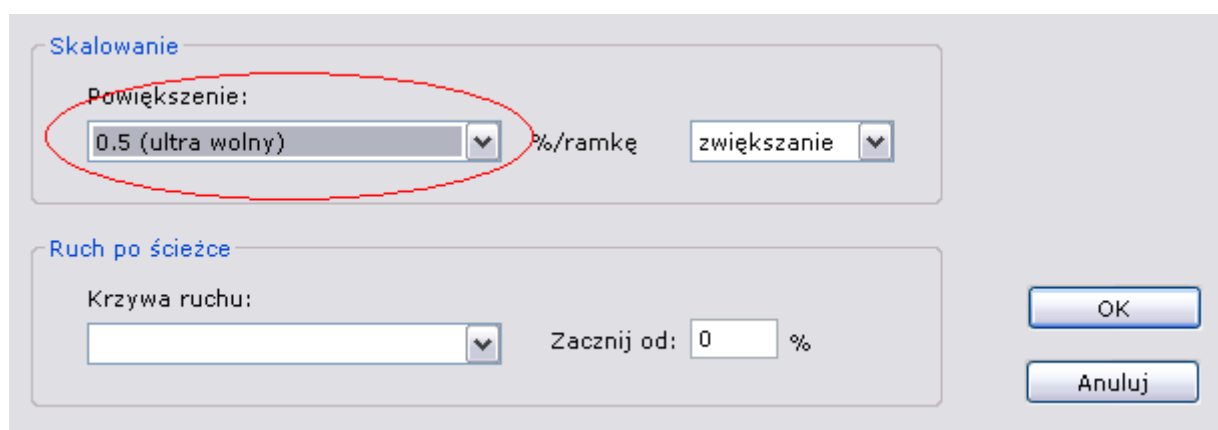 Skalowanie
Powiększenie:
0.5 (ultra wolny) %/ramkę zwiększanie
Ruch po ścieżce
Krzywa ruchu:
Zacznij od: 0 %
OK
Anuluj